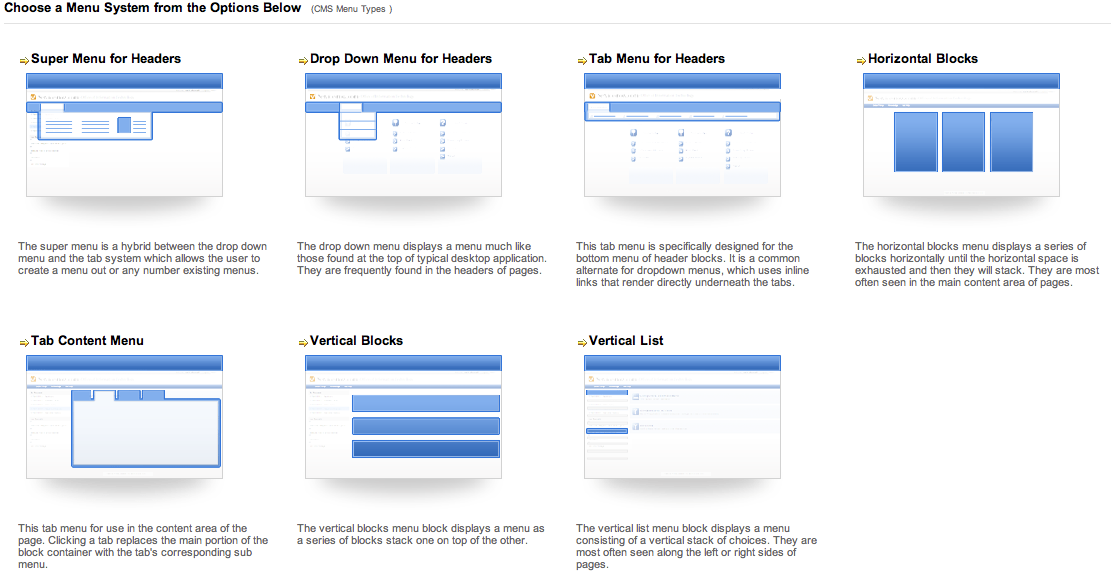 Choose a Menu System from the Options Below (CMS Menu Types )
Super Menu for Headers
The super menu is a hybrid between the drop down
menu and the tab system which allows the user to
create a menu out or any number existing menus.
Drop Down Menu for Headers
The drop down menu displays a menu much like
those found at the top of typical desktop application.
They are frequently found in the headers of pages.
Tab Menu for Headers
This tab menu is specifically designed for the
bottom menu of header blocks. It is a common
alternate for dropdown menus, which uses inline
links that render directly underneath the tabs.
Horizontal Blocks
The horizontal blocks menu displays a series of
blocks horizontally until the horizontal space is
exhausted and then they will stack. They are most
often seen in the main content area of pages.
Tab Content Menu
This tab menu for use in the content area of the
page. Clicking a tab replaces the main portion of the
block container with the tab's corresponding sub
menu.
Vertical Blocks
The vertical blocks menu block displays a menu as
a series of blocks stack one on top of the other.
Vertical List
The vertical list menu block displays a menu
consisting of a vertical stack of choices. They are
most often seen along the left or right sides of
pages.